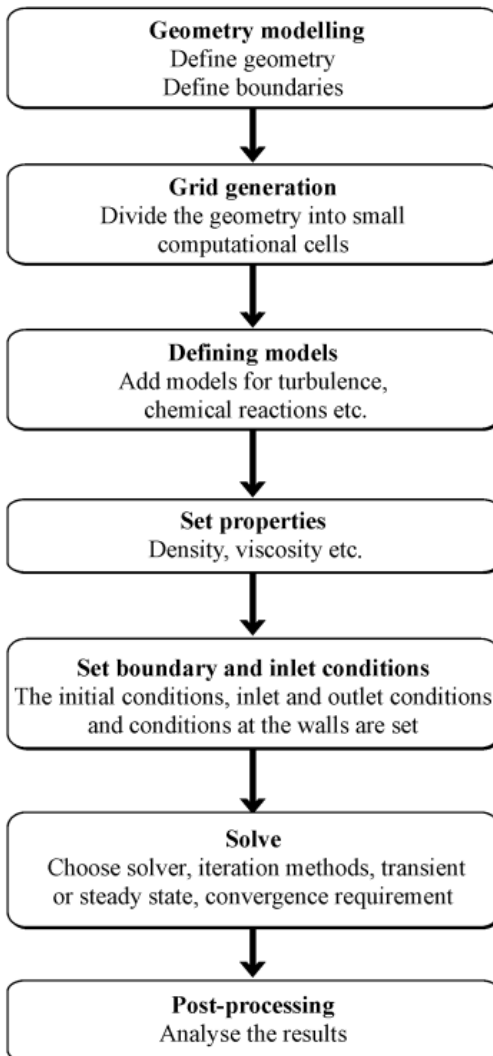 Geometry modelling
Define geometry
Define boundaries
Grid generation
Divide the geometry into small
computational cells
Defining models
Add models for turbulence,
chemical reactions etc.
Set properties
Density, viscosity etc.
Set boundary and inlet conditions
The initial conditions, inlet and outlet conditions
and conditions at the walls are set
Solve
Choose solver, iteration methods, transient
or steady state, convergence requirement
Post-processing
Analyse the results